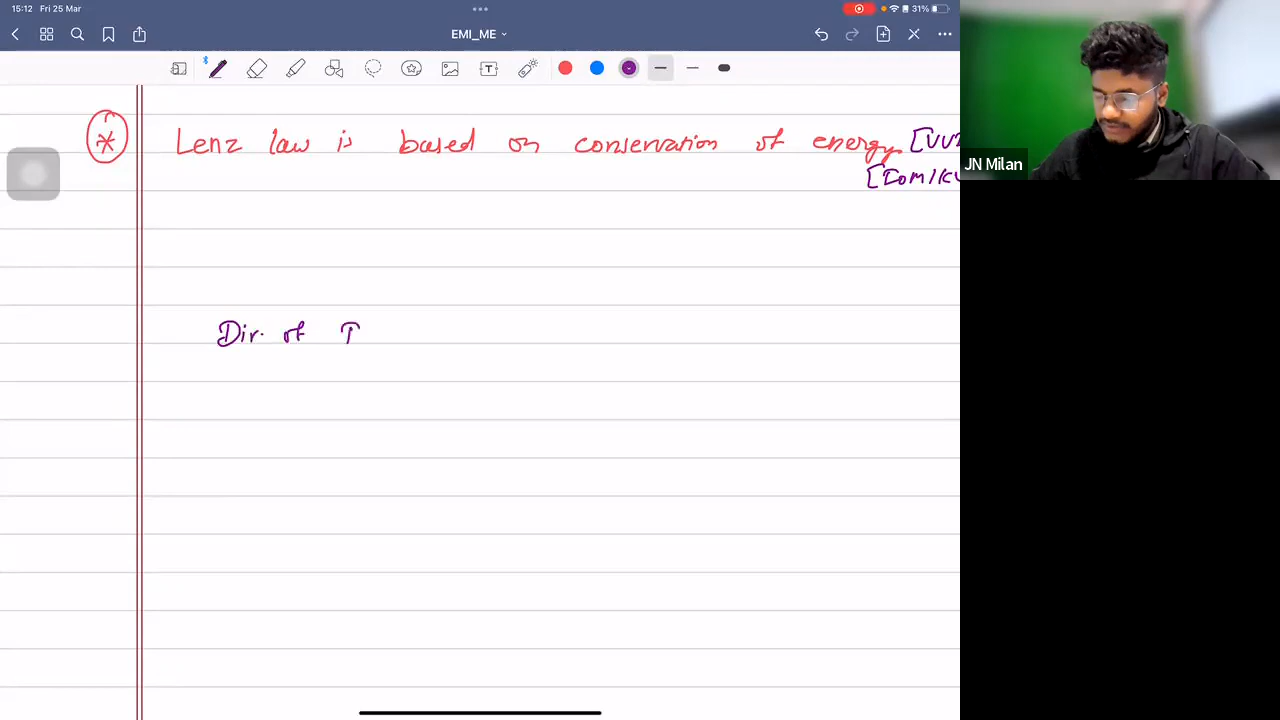 15:12 Fri 25 Mar
31%
EMI_ME
T
Lenz law is based on conservation of energy. [VVI
JN Milan
Dir. of